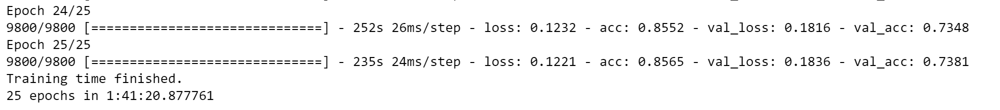 Epoch 24/25
9800/9800 [==============================] - 252s 26ms/step - loss: 0.1232 - acc: 0.8552 - val_loss: 0.1816 - val_acc: 0.7348
Epoch 25/25
9800/9800 [==============================] - 235s 24ms/step - loss: 0.1221 - acc: 0.8565 - val_loss: 0.1836 - val_acc: 0.7381
Training time finished.
25 epochs in 1:41:20.877761